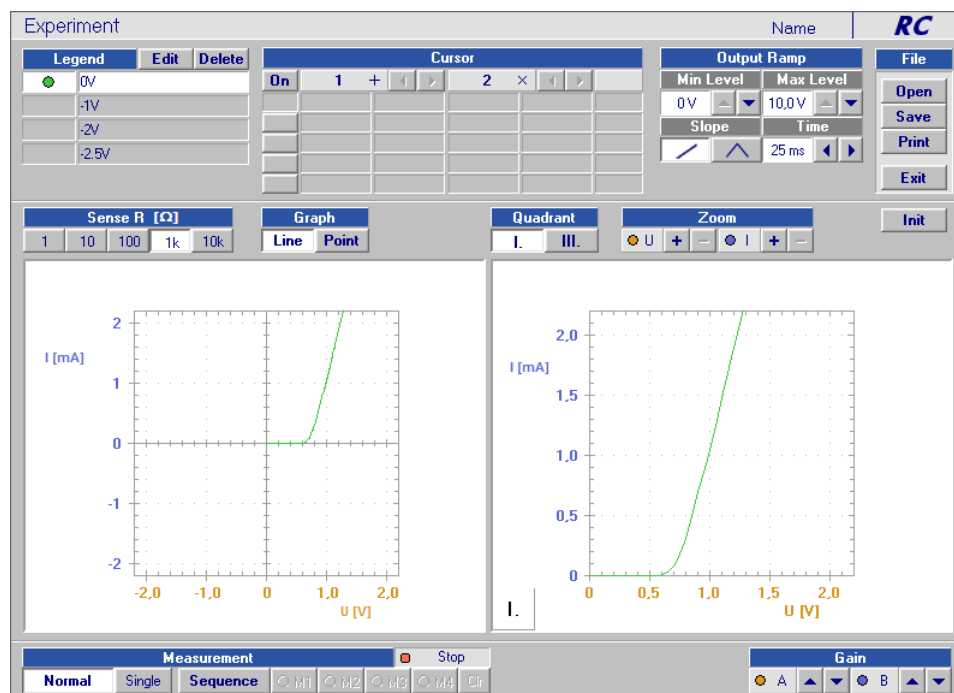 Experiment Name RC
Legend Edit Delete Cursor Output Ramp File
0V On 1 + 2 × Min Level Max Level Open
-1V 0 V 10,0 V Save
-2V Slope Time Print
-2.5V 25 ms Exit
Sense R [Ω] Graph Quadrant Zoom Init
1 10 100 1k 10k Line Point I. III. U + − I + −
2
I [mA]
1
0
-1
-2
-2,0 -1,0 0 1,0 2,0
U [V]
2,0
I [mA]
1,5
1,0
0,5
0
0 0,5 1,0 1,5 2,0
I. U [V]
Measurement Stop Gain
Normal Single Sequence M1 M2 M3 M4 Clr A B